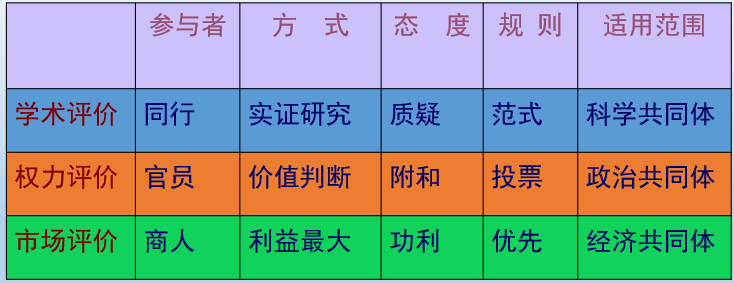 参与者 方 式 态 度 规 则 适用范围
学术评价 同行 实证研究 质疑 范式 科学共同体
权力评价 官员 价值判断 附和 投票 政治共同体
市场评价 商人 利益最大 功利 优先 经济共同体